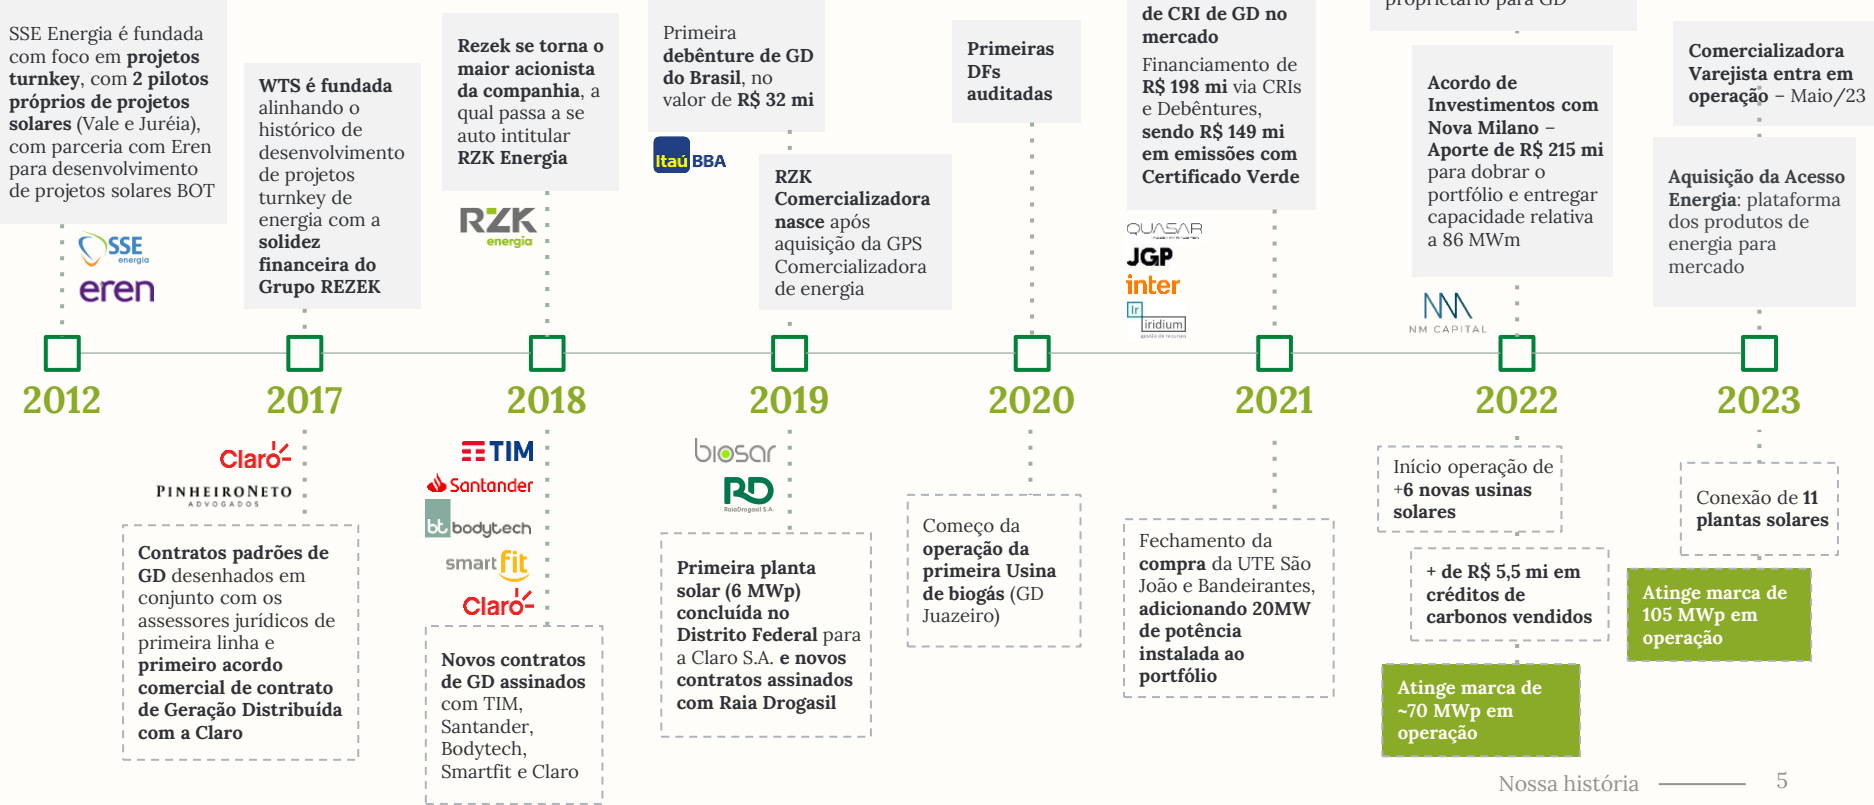 SSE Energia é fundada
com foco em projetos
turnkey, com 2 pilotos
próprios de projetos
solares (Vale e Juréia),
com parceria com Eren
para desenvolvimento
de projetos solares BOT
SSE
energia
eren
WTS é fundada
alinhando o
histórico de
desenvolvimento
de projetos
turnkey de
energia com a
solidez
financeira do
Grupo REZEK
Rezek se torna o
maior acionista
da companhia, a
qual passa a se
auto intitular
RZK Energia
RZK
energia
Primeira
debênture de GD
do Brasil, no
valor de R$ 32 mi
Itaú BBA
RZK
Comercializadora
nasce após
aquisição da GPS
Comercializadora
de energia
Primeiras
DFs
auditadas
de CRI de GD no
mercado
Financiamento de
R$ 198 mi via CRIs
e Debêntures,
sendo R$ 149 mi
em emissões com
Certificado Verde
QUASAR
JGP
inter
Ir
iridium
gestão de recursos
proprietário para GD
Acordo de
Investimentos com
Nova Milano –
Aporte de R$ 215 mi
para dobrar o
portfólio e entregar
capacidade relativa
a 86 MWm
NM CAPITAL
Comercializadora
Varejista entra em
operação – Maio/23
Aquisição da Acesso
Energia: plataforma
dos produtos de
energia para
mercado
2012
2017
2018
2019
2020
2021
2022
2023
Claro
PINHEIRONETO
ADVOGADOS
Contratos padrões de
GD desenhados em
conjunto com os
assessores jurídicos de
primeira linha e
primeiro acordo
comercial de contrato
de Geração Distribuída
com a Claro
TIM
Santander
bt bodytech
smart fit
Claro
Novos contratos
de GD assinados
com TIM,
Santander,
Bodytech,
Smartfit e Claro
biosar
RD
RaiaDrogasil S.A.
Primeira planta
solar (6 MWp)
concluída no
Distrito Federal para
a Claro S.A. e novos
contratos assinados
com Raia Drogasil
Começo da
operação da
primeira Usina
de biogás (GD
Juazeiro)
Fechamento da
compra da UTE São
João e Bandeirantes,
adicionando 20MW
de potência
instalada ao
portfólio
Início operação de
+6 novas usinas
solares
+ de R$ 5,5 mi em
créditos de
carbonos vendidos
Atinge marca de
~70 MWp em
operação
Conexão de 11
plantas solares
Atinge marca de
105 MWp em
operação
Nossa história
5